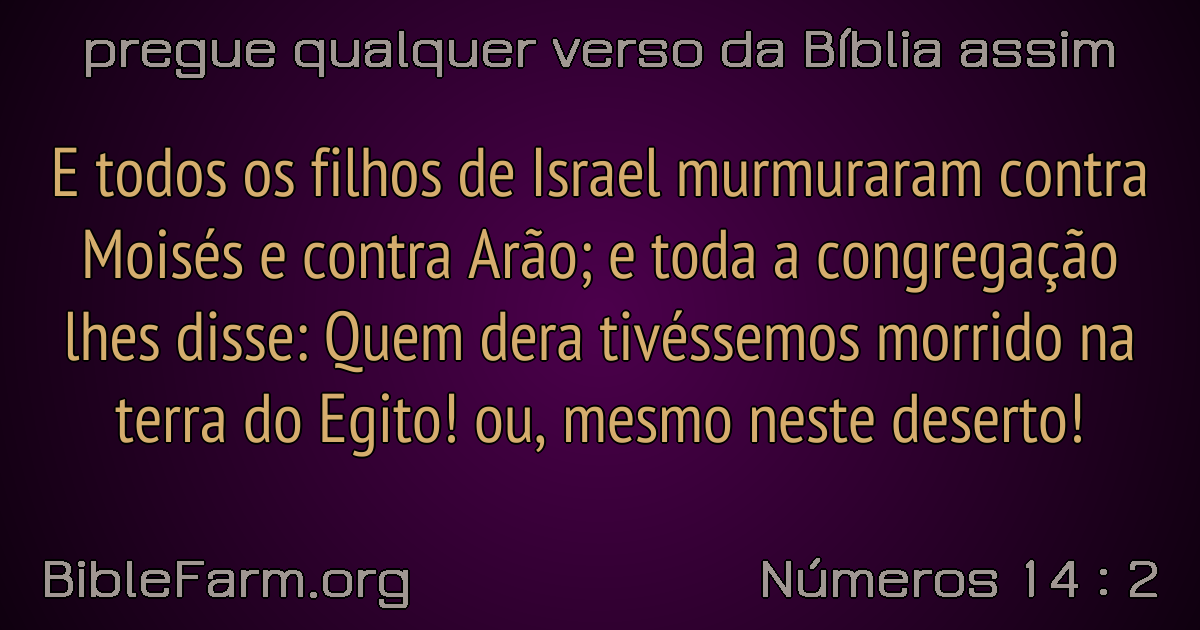 pregue qualquer verso da Bíblia assim
E todos os filhos de Israel murmuraram contra
Moisés e contra Arão; e toda a congregação
lhes disse: Quem dera tivéssemos morrido na
terra do Egito! ou, mesmo neste deserto!
BibleFarm.org
Números 14 : 2